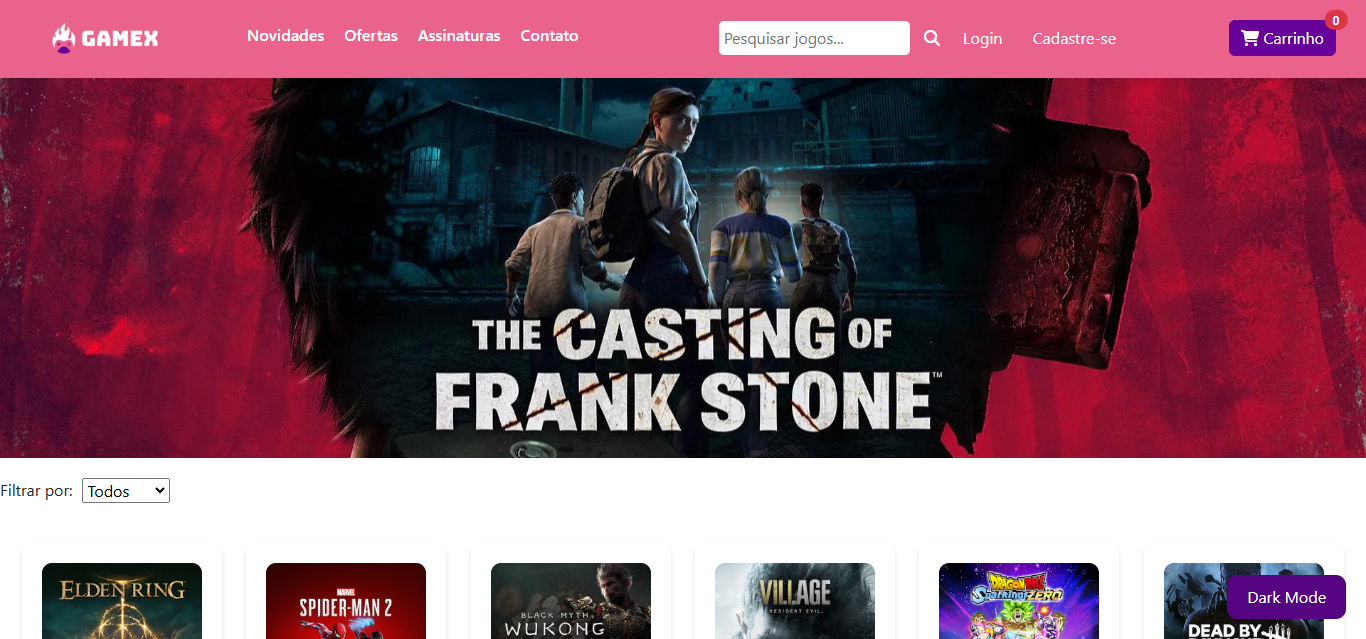 GAMEX
Novidades Ofertas Assinaturas Contato
Pesquisar jogos...
Login Cadastre-se
Carrinho
0
THE CASTING OF
FRANK STONE™
Filtrar por: Todos
ELDEN RING
MARVEL
SPIDER-MAN 2
BLACK MYTH
WUKONG
VILLAGE
RESIDENT EVIL
DRAGON BALL
Sparking! ZERO
DEAD BY
Dark Mode